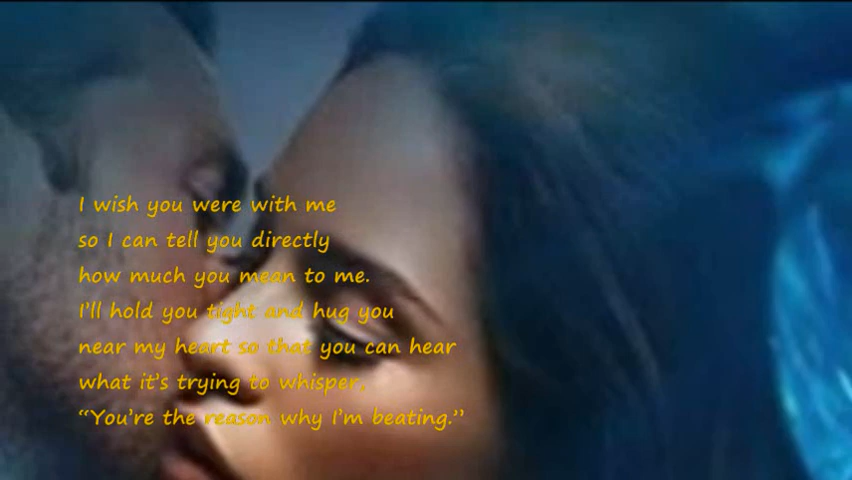 I wish you were with me
so I can tell you directly
how much you mean to me.
I'll hold you tight and hug you
near my heart so that you can hear
what it's trying to whisper,
“You're the reason why I'm beating.”